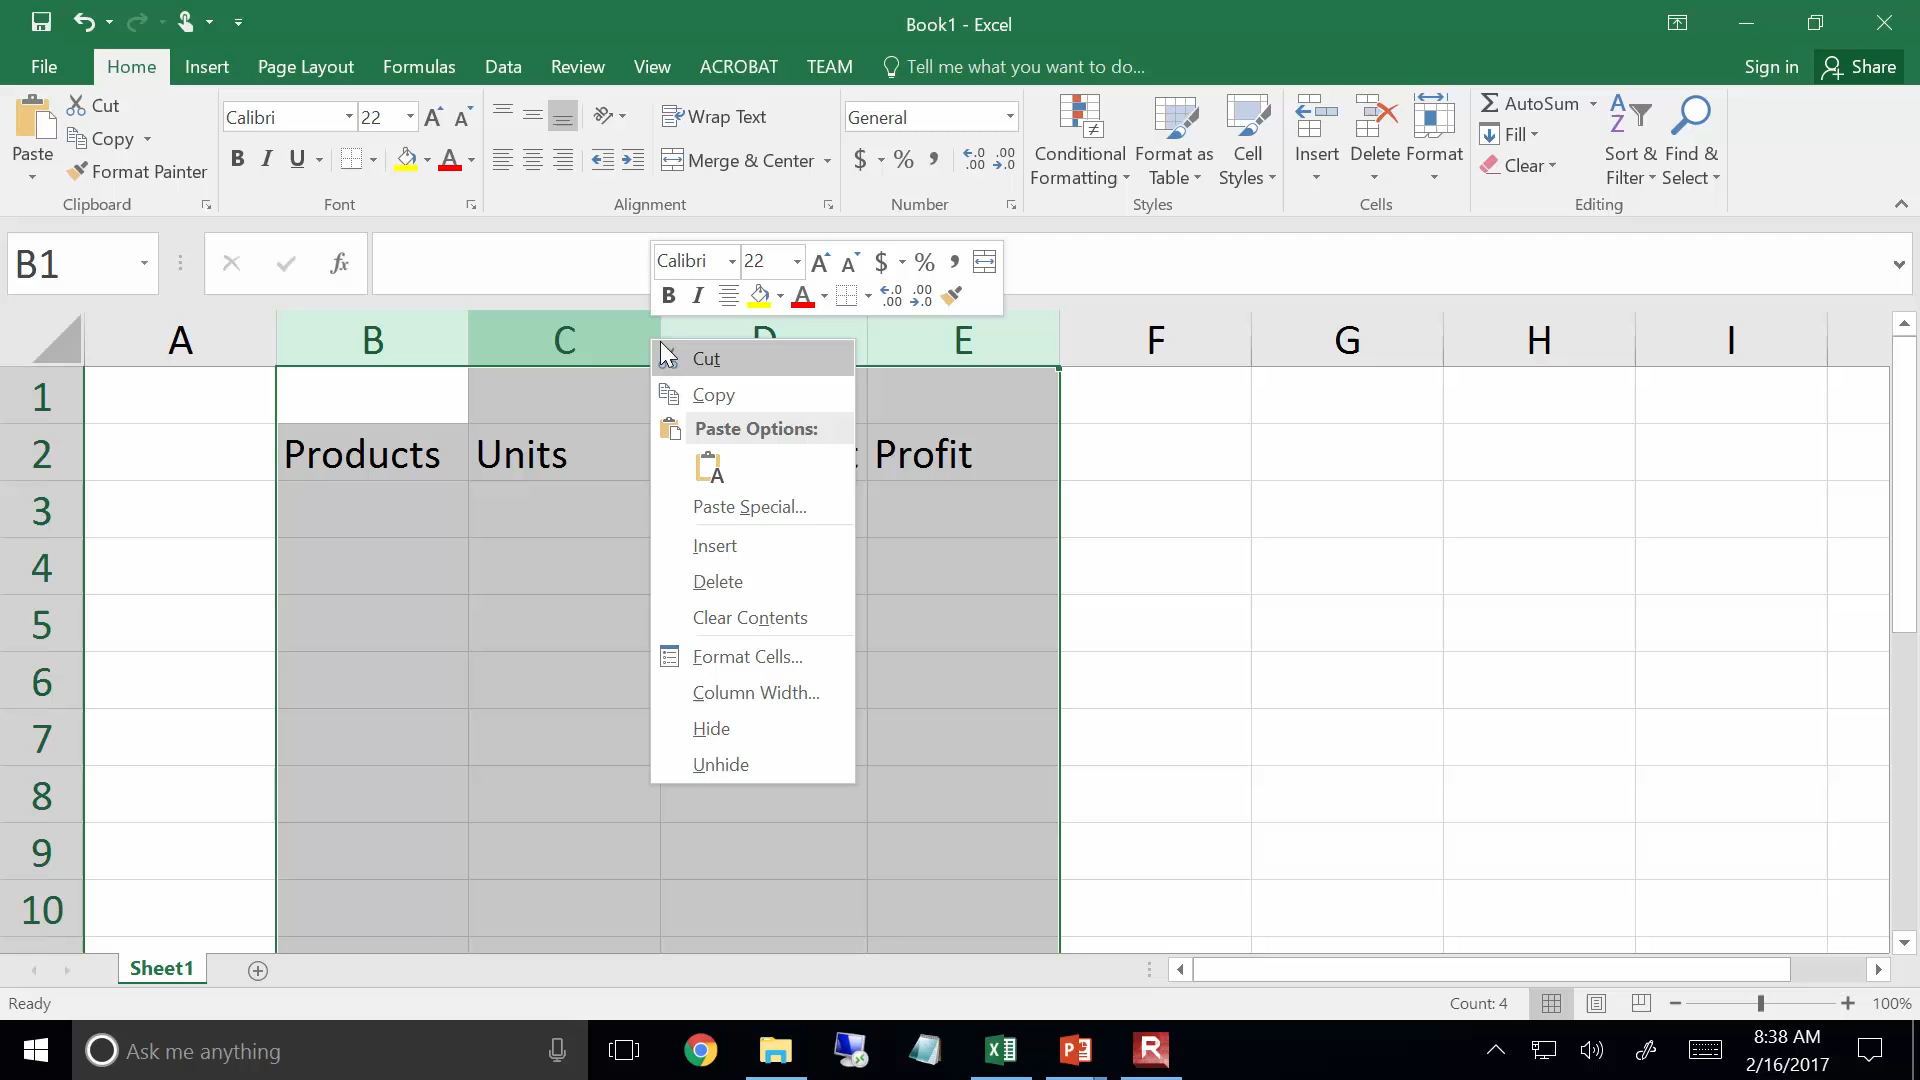 Book1 - Excel
File Home Insert Page Layout Formulas Data Review View ACROBAT TEAM Tell me what you want to do... Sign in Share
Paste
Cut
Copy
Format Painter
Clipboard
Calibri 22
B I U
Font
Wrap Text
Merge & Center
Alignment
General
$ % ,
Number
Conditional Formatting
Format as Table
Cell Styles
Styles
Insert Delete Format
Cells
AutoSum
Fill
Clear
Sort & Filter
Find & Select
Editing
B1
fx
Calibri 22 $ % ,
B I
A B C D E F G H I
1
2 Products Units Profit
3
4
5
6
7
8
9
10
Cut
Copy
Paste Options:
Paste Special...
Insert
Delete
Clear Contents
Format Cells...
Column Width...
Hide
Unhide
Sheet1
Ready Count: 4 100%
Ask me anything
8:38 AM
2/16/2017